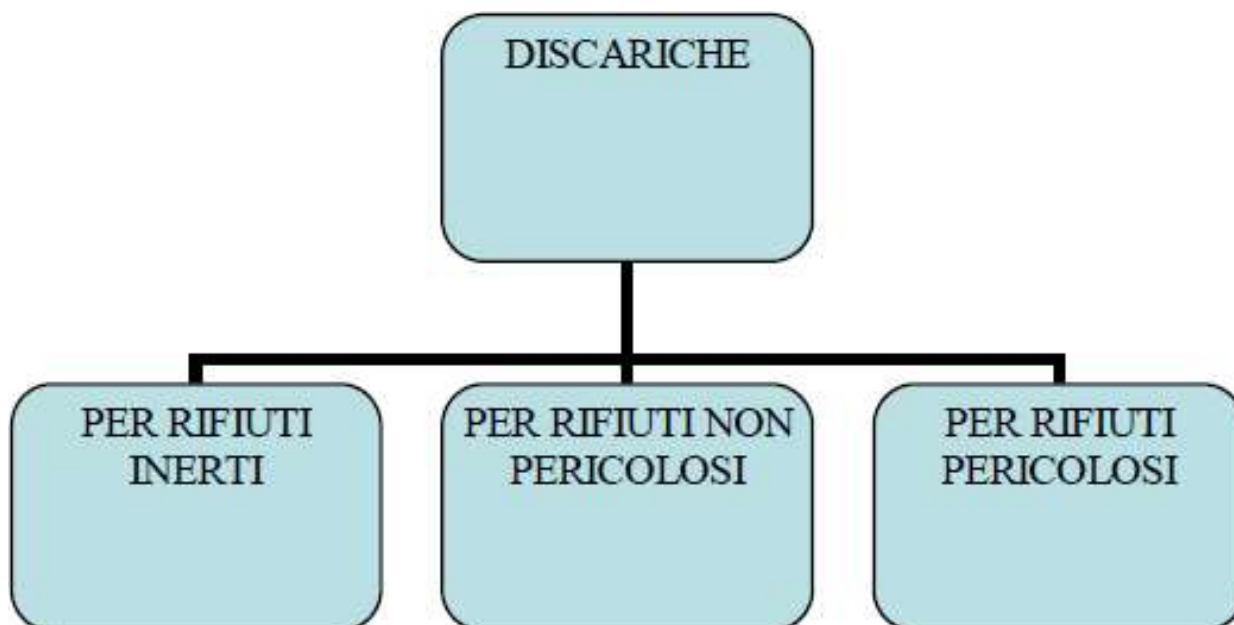 DISCARICHE
PER RIFIUTI
INERTI
PER RIFIUTI NON
PERICOLOSI
PER RIFIUTI
PERICOLOSI